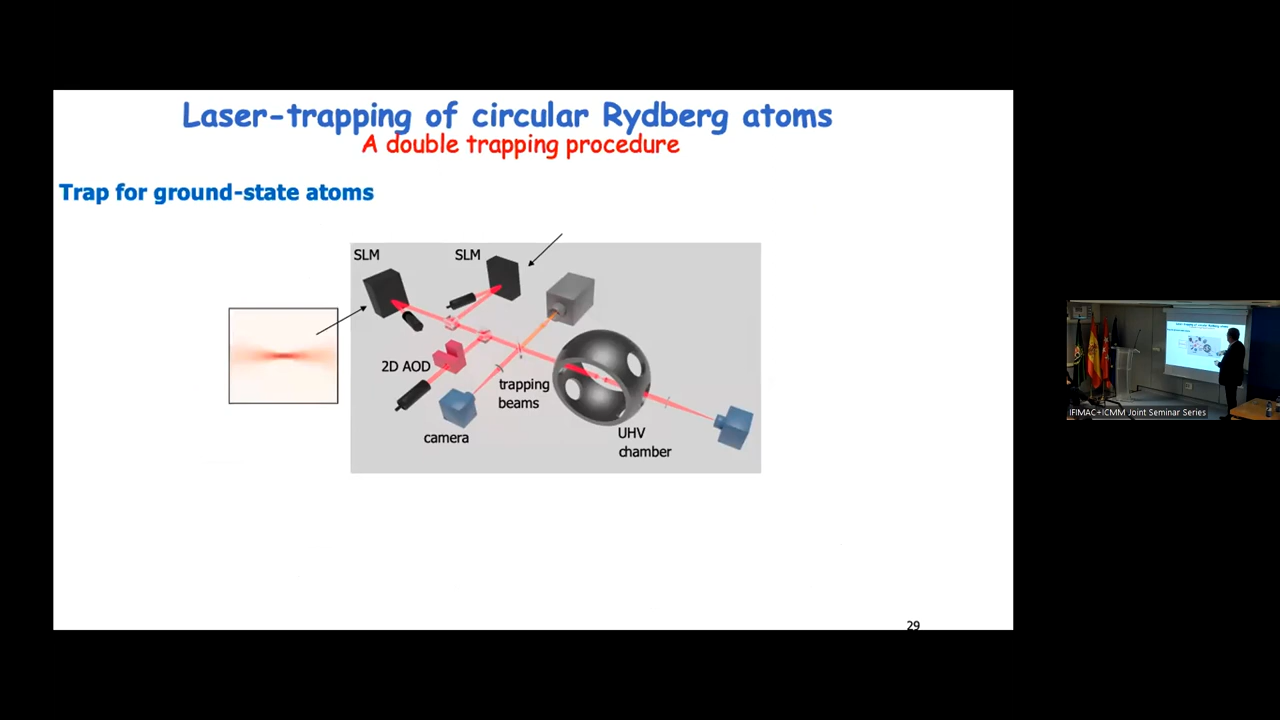 Laser-trapping of circular Rydberg atoms
A double trapping procedure
Trap for ground-state atoms
SLM
SLM
2D AOD
trapping
beams
camera
UHV
chamber
29
IFIMAC+ICMM Joint Seminar Series